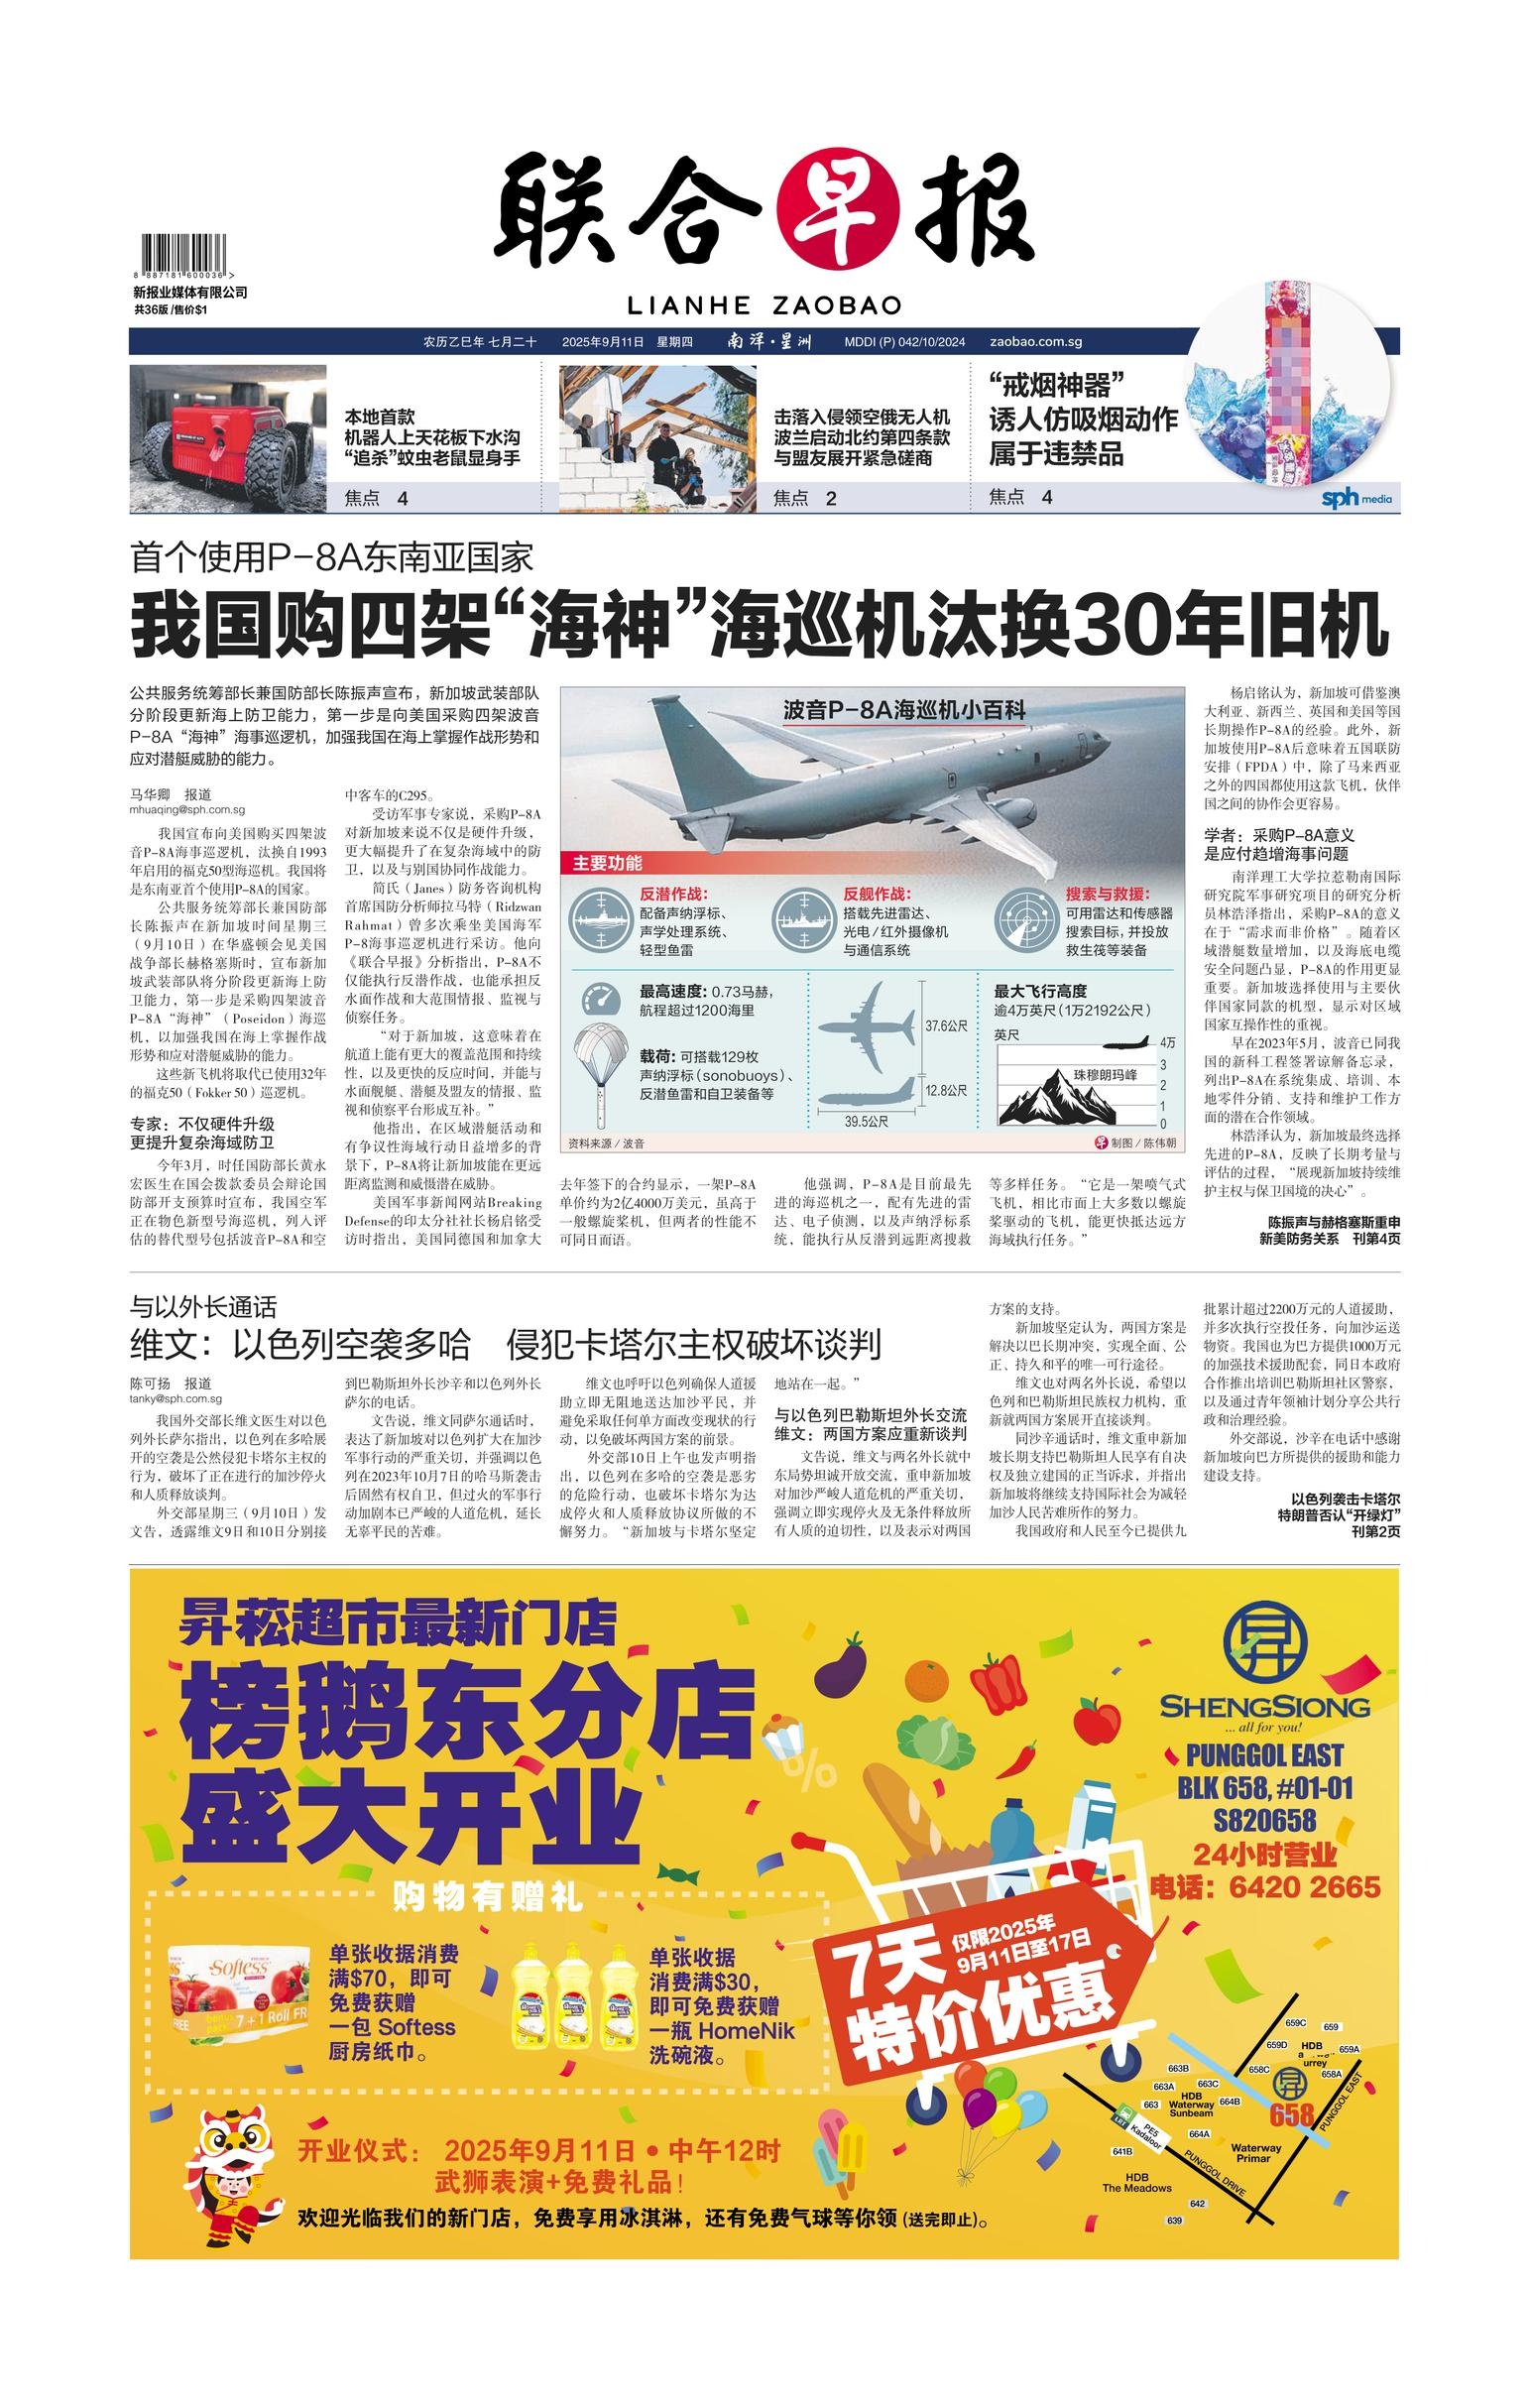 联合早报
LIANHE ZAOBAO
8 887181 600036 >
新报业媒体有限公司
共36版 /售价$1
农历乙巳年 七月二十 2025年9月11日 星期四 南洋·星洲 MDDI (P) 042/10/2024 zaobao.com.sg
本地首款
机器人上天花板下水沟
“追杀”蚊虫老鼠显身手
焦点 4
击落入侵领空俄无人机
波兰启动北约第四条款
与盟友展开紧急磋商
焦点 2
“戒烟神器”
诱人仿吸烟动作
属于违禁品
焦点 4
sph media
首个使用P-8A东南亚国家
我国购四架“海神”海巡机汰换30年旧机
公共服务统筹部长兼国防部长陈振声宣布，新加坡武装部队
分阶段更新海上防卫能力，第一步是向美国采购四架波音
P-8A“海神”海事巡逻机，加强我国在海上掌握作战形势和
应对潜艇威胁的能力。
马华卿 报道
mhuaqing@sph.com.sg
我国宣布向美国购买四架波
音P-8A海事巡逻机，汰换自1993
年启用的福克50型海巡机。我国将
是东南亚首个使用P-8A的国家。
公共服务统筹部长兼国防部
长陈振声在新加坡时间星期三
（9月10日）在华盛顿会见美国
战争部长赫格塞斯时，宣布新加
坡武装部队将分阶段更新海上防
卫能力，第一步是采购四架波音
P-8A“海神”（Poseidon）海巡
机，以加强我国在海上掌握作战
形势和应对潜艇威胁的能力。
这些新飞机将取代已使用32年
的福克50（Fokker 50）巡逻机。
专家：不仅硬件升级
更提升复杂海域防卫
今年3月，时任国防部长黄永
宏医生在国会拨款委员会辩论国
防部开支预算时宣布，我国空军
正在物色新型号海巡机，列入评
估的替代型号包括波音P-8A和空
中客车的C295。
受访军事专家说，采购P-8A
对新加坡来说不仅是硬件升级，
更大幅提升了在复杂海域中的防
卫，以及与别国协同作战能力。
简氏（Janes）防务咨询机构
首席国防分析师拉马特（Ridzwan
Rahmat）曾多次乘坐美国海军
P-8海事巡逻机进行采访。他向
《联合早报》分析指出，P-8A不
仅能执行反潜作战，也能承担反
水面作战和大范围情报、监视与
侦察任务。
“对于新加坡，这意味着在
航道上能有更大的覆盖范围和持续
性，以及更快的反应时间，并能与
水面舰艇、潜艇及盟友的情报、监
视和侦察平台形成互补。”
他指出，在区域潜艇活动和
有争议性海域行动日益增多的背
景下，P-8A将让新加坡能在更远
距离监测和威慑潜在威胁。
美国军事新闻网站Breaking
Defense的印太分社社长杨启铭受
访时指出，美国同德国和加拿大
波音P-8A海巡机小百科
主要功能
反潜作战：
配备声纳浮标、
声学处理系统、
轻型鱼雷
反舰作战：
搭载先进雷达、
光电/红外摄像机
与通信系统
搜索与救援：
可用雷达和传感器
搜索目标，并投放
救生筏等装备
最高速度：0.73马赫，
航程超过1200海里
载荷：可搭载129枚
声纳浮标（sonobuoys）、
反潜鱼雷和自卫装备等
37.6公尺
12.8公尺
39.5公尺
最大飞行高度
逾4万英尺（1万2192公尺）
英尺
4万
3
2
1
0
珠穆朗玛峰
资料来源／波音
早 制图／陈伟朝
去年签下的合约显示，一架P-8A
单价约为2亿4000万美元，虽高于
一般螺旋桨机，但两者的性能不
可同日而语。
他强调，P-8A是目前最先
进的海巡机之一，配有先进的雷
达、电子侦测，以及声纳浮标系
统，能执行从反潜到远距离搜救
等多样任务。“它是一架喷气式
飞机，相比市面上大多数以螺旋
桨驱动的飞机，能更快抵达远方
海域执行任务。”
杨启铭认为，新加坡可借鉴澳
大利亚、新西兰、英国和美国等国
长期操作P-8A的经验。此外，新
加坡使用P-8A后意味着五国联防
安排（FPDA）中，除了马来西亚
之外的四国都使用这款飞机，伙伴
国之间的协作会更容易。
学者：采购P-8A意义
是应付趋增海事问题
南洋理工大学拉惹勒南国际
研究院军事研究项目的研究分析
员林浩泽指出，采购P-8A的意义
在于“需求而非价格”。随着区
域潜艇数量增加，以及海底电缆
安全问题凸显，P-8A的作用更显
重要。新加坡选择使用与主要伙
伴国家同款的机型，显示对区域
国家互操作性的重视。
早在2023年5月，波音已同我
国的新科工程签署谅解备忘录，
列出P-8A在系统集成、培训、本
地零件分销、支持和维护工作方
面的潜在合作领域。
林浩泽认为，新加坡最终选择
先进的P-8A，反映了长期考量与
评估的过程，“展现新加坡持续维
护主权与保卫国境的决心”。
陈振声与赫格塞斯重申
新美防务关系 刊第4页
与以外长通话
维文：以色列空袭多哈 侵犯卡塔尔主权破坏谈判
陈可扬 报道
tanky@sph.com.sg
我国外交部长维文医生对以色
列外长萨尔指出，以色列在多哈展
开的空袭是公然侵犯卡塔尔主权的
行为，破坏了正在进行的加沙停火
和人质释放谈判。
外交部星期三（9月10日）发
文告，透露维文9日和10日分别接
到巴勒斯坦外长沙辛和以色列外长
萨尔的电话。
文告说，维文同萨尔通话时，
表达了新加坡对以色列扩大在加沙
军事行动的严重关切，并强调以色
列在2023年10月7日的哈马斯袭击
后固然有权自卫，但过火的军事行
动加剧本已严峻的人道危机，延长
无辜平民的苦难。
维文也呼吁以色列确保人道援
助立即无阻地送达加沙平民，并
避免采取任何单方面改变现状的行
动，以免破坏两国方案的前景。
外交部10日上午也发声明指
出，以色列在多哈的空袭是恶劣
的危险行动，也破坏卡塔尔为达
成停火和人质释放协议所做的不
懈努力。“新加坡与卡塔尔坚定
地站在一起。”
与以色列巴勒斯坦外长交流
维文：两国方案应重新谈判
文告说，维文与两名外长就中
东局势坦诚开放交流，重申新加坡
对加沙严峻人道危机的严重关切，
强调立即实现停火及无条件释放所
有人质的迫切性，以及表示对两国
方案的支持。
新加坡坚定认为，两国方案是
解决以巴长期冲突，实现全面、公
正、持久和平的唯一可行途径。
维文也对两名外长说，希望以
色列和巴勒斯坦民族权力机构，重
新就两国方案展开直接谈判。
同沙辛通话时，维文重申新加
坡长期支持巴勒斯坦人民享有自决
权及独立建国的正当诉求，并指出
新加坡将继续支持国际社会为减轻
加沙人民苦难所作的努力。
我国政府和人民至今已提供九
批累计超过2200万元的人道援助，
并多次执行空投任务，向加沙运送
物资。我国也为巴方提供1000万元
的加强技术援助配套，同日本政府
合作推出培训巴勒斯坦社区警察，
以及通过青年领袖计划分享公共行
政和治理经验。
外交部说，沙辛在电话中感谢
新加坡向巴方所提供的援助和能力
建设支持。
以色列袭击卡塔尔
特朗普否认“开绿灯”
刊第2页
昇菘超市最新门店
榜鹅东分店
盛大开业
昇
SHENGSIONG
... all for you!
PUNGGOL EAST
BLK 658, #01-01
S820658
24小时营业
电话：6420 2665
%
购物有赠礼
Softess
7 + 1 Roll FR
FREE
单张收据消费
满$70，即可
免费获赠
一包 Softess
厨房纸巾。
单张收据
消费满$30，
即可免费获赠
一瓶 HomeNik
洗碗液。
7天 仅限2025年
9月11日至17日
特价优惠
659C
659
659D
HDB
urrey
659A
658C
658A
昇
658
PUNGGOL EAST
663B
663A
663C
HDB
Waterway
Sunbeam
664B
663
664A
LRT
PE5
Kadaloor
641B
PUNGGOL DRIVE
Waterway
Primar
HDB
The Meadows
642
639
开业仪式： 2025年9月11日 • 中午12时
武狮表演+免费礼品！
欢迎光临我们的新门店，免费享用冰淇淋，还有免费气球等你领 (送完即止)。